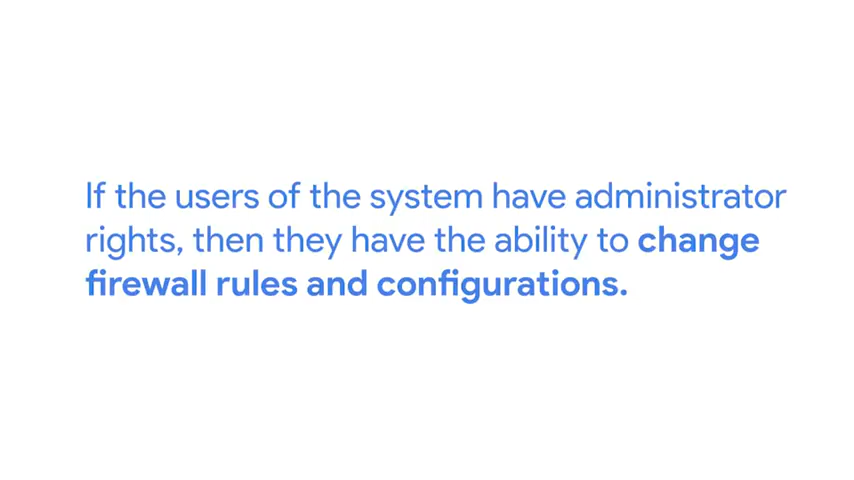 If the users of the system have administrator
rights, then they have the ability to change
firewall rules and configurations.